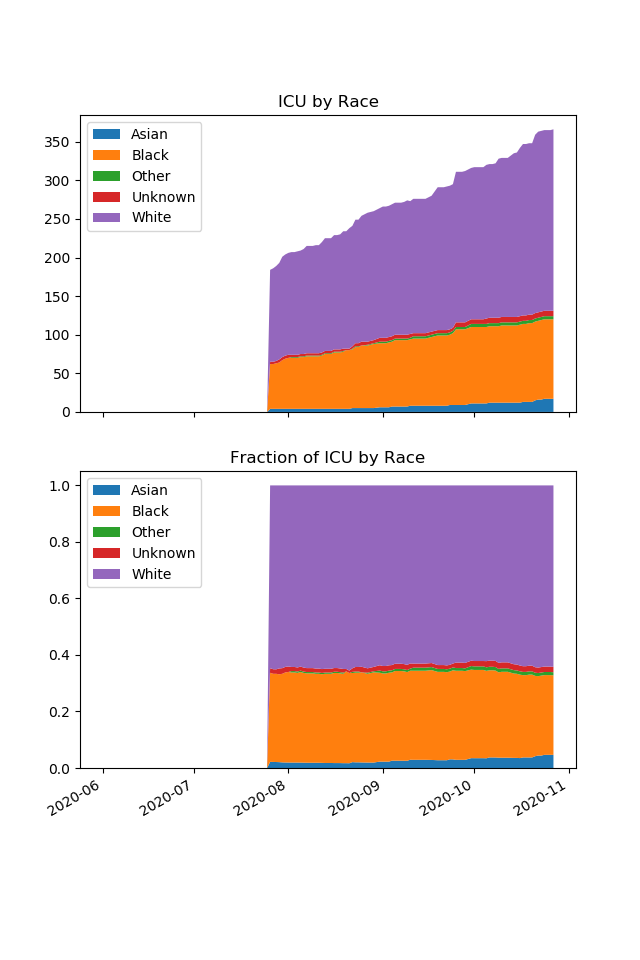 ICU by Race
Asian
Black
Other
Unknown
White
350
300
250
200
150
100
50
0
Fraction of ICU by Race
Asian
Black
Other
Unknown
White
1.0
0.8
0.6
0.4
0.2
0.0
2020-06
2020-07
2020-08
2020-09
2020-10
2020-11